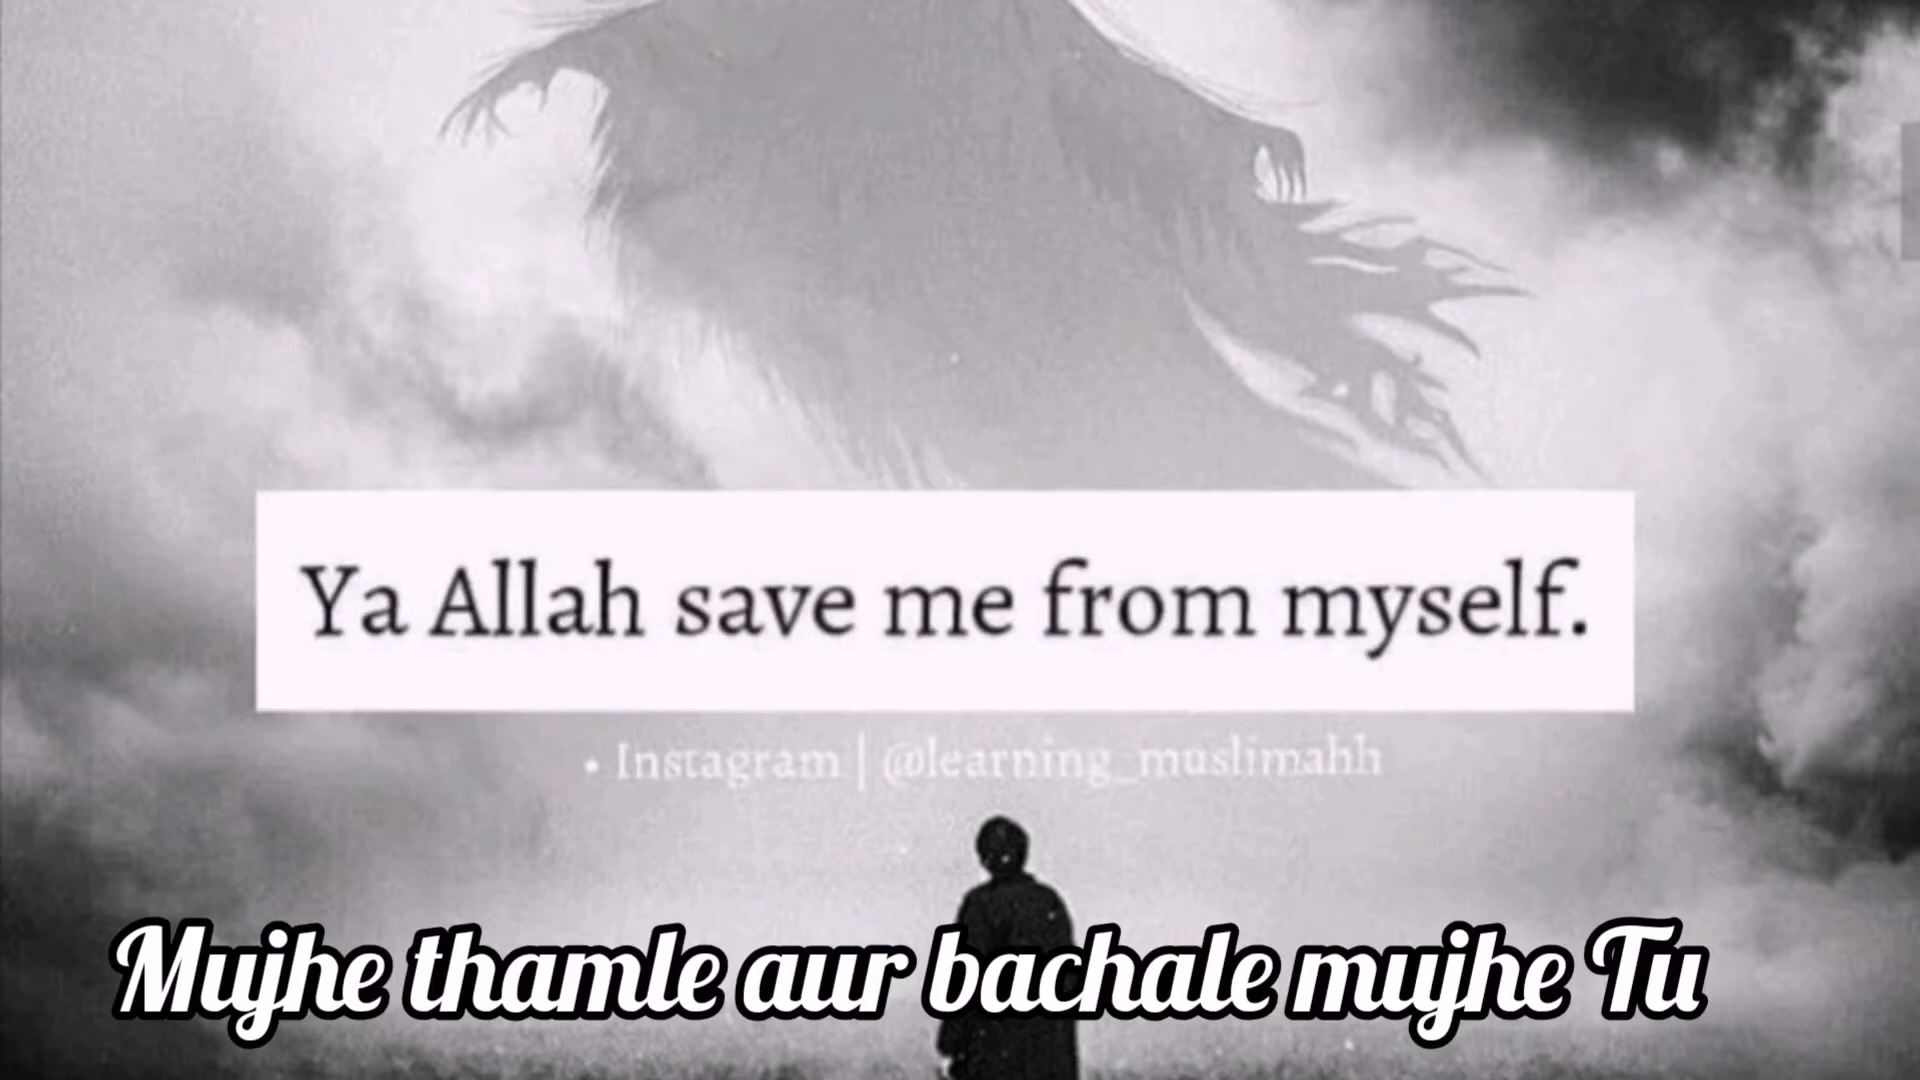 Ya Allah save me from myself.
• Instagram | @learning_muslimahh
Mujhe thamle aur bachale mujhe Tu